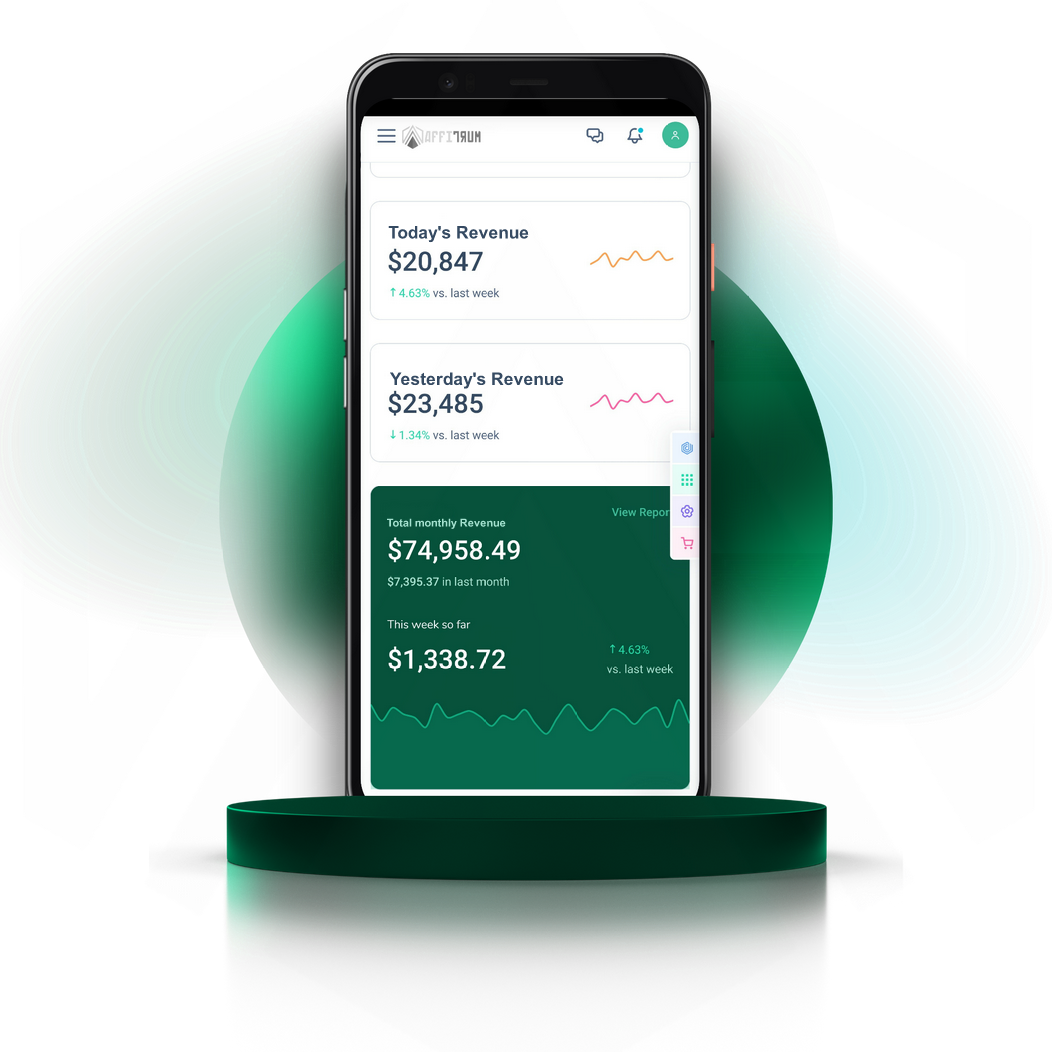 AFFITRUM
Today's Revenue
$20,847
↑ 4.63% vs. last week
Yesterday's Revenue
$23,485
↓ 1.34% vs. last week
View Repor
Total monthly Revenue
$74,958.49
$7,395.37 in last month
This week so far
$1,338.72
↑ 4.63%
vs. last week